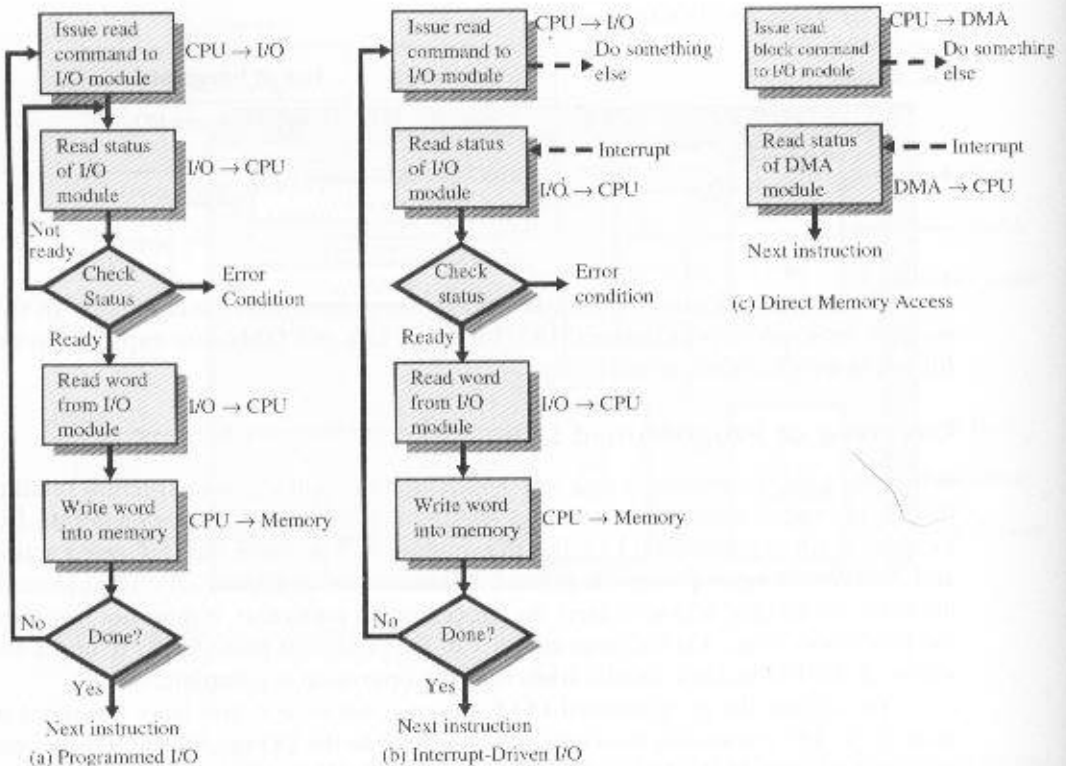 Issue read
command to
I/O module
CPU → I/O
Read status
of I/O
module
I/O → CPU
Not
ready
Check
Status
Error
Condition
Ready
Read word
from I/O
module
I/O → CPU
Write word
into memory
CPU → Memory
No
Done?
Yes
Next instruction
(a) Programmed I/O
Issue read
command to
I/O module
CPU → I/O
Do something
else
Read status
of I/O
module
Interrupt
I/O → CPU
Check
status
Error
condition
Ready
Read word
from I/O
module
I/O → CPU
Write word
into memory
CPU → Memory
No
Done?
Yes
Next instruction
(b) Interrupt-Driven I/O
Issue read
block command
to I/O module
CPU → DMA
Do something
else
Read status
of DMA
module
Interrupt
DMA → CPU
Next instruction
(c) Direct Memory Access